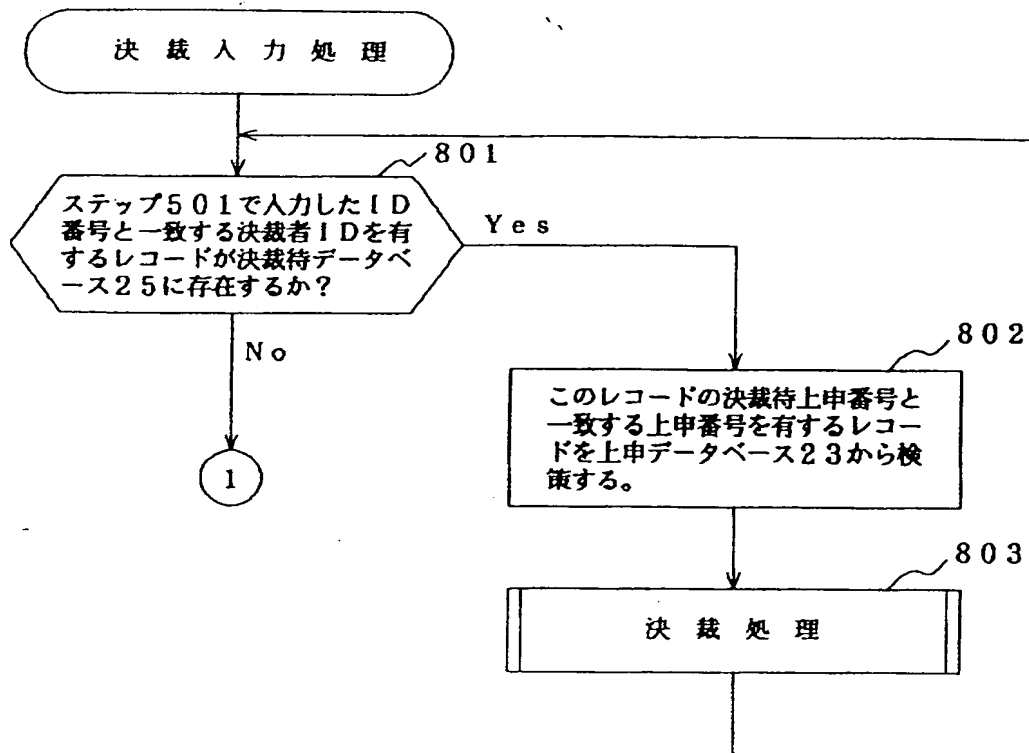 決裁入力処理
801
ステップ501で入力したID
番号と一致する決裁者IDを有
するレコードが決裁待データベ
ース25に存在するか?
Yes
No
802
このレコードの決裁待上申番号と
一致する上申番号を有するレコー
ドを上申データベース23から検
策する。
1
803
決裁処理